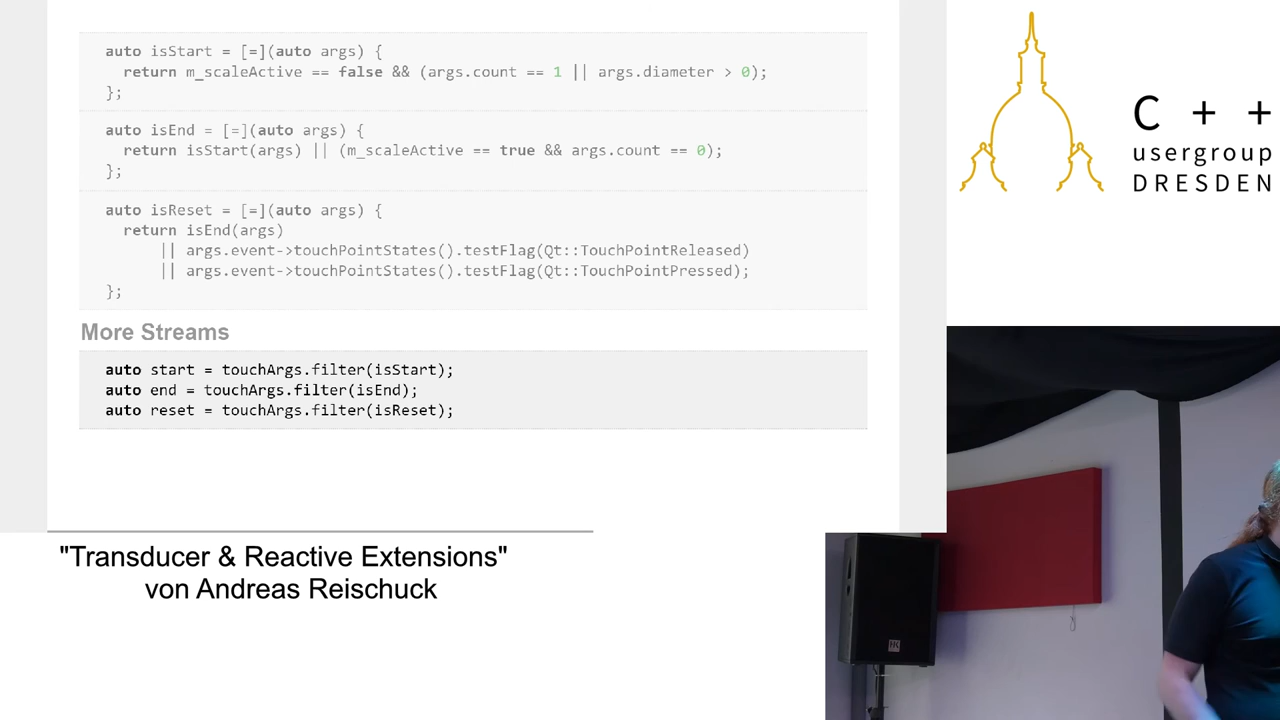 auto isStart = [=](auto args) {
return m_scaleActive == false && (args.count == 1 || args.diameter > 0);
};
auto isEnd = [=](auto args) {
return isStart(args) || (m_scaleActive == true && args.count == 0);
};
auto isReset = [=](auto args) {
return isEnd(args)
|| args.event->touchPointStates().testFlag(Qt::TouchPointReleased)
|| args.event->touchPointStates().testFlag(Qt::TouchPointPressed);
};
More Streams
auto start = touchArgs.filter(isStart);
auto end = touchArgs.filter(isEnd);
auto reset = touchArgs.filter(isReset);
"Transducer & Reactive Extensions"
von Andreas Reischuck
C + +
usergroup
DRESDEN
HK